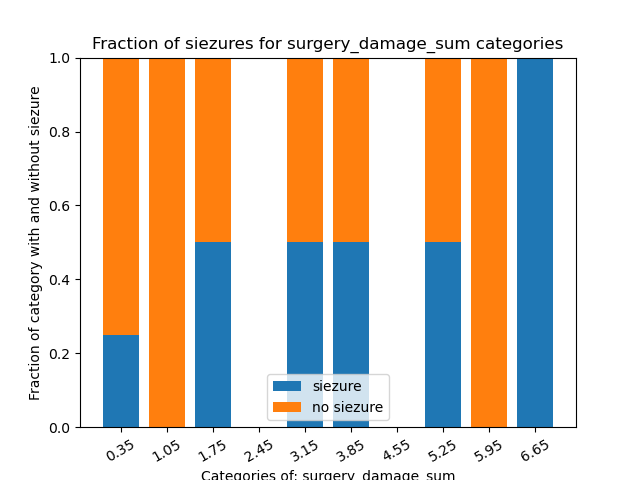 Fraction of siezures for surgery_damage_sum categories
Fraction of category with and without siezure
1.0
0.8
0.6
0.4
0.2
0.0
siezure
no siezure
0.35 1.05 1.75 2.45 3.15 3.85 4.55 5.25 5.95 6.65
Categories of: surgery_damage_sum